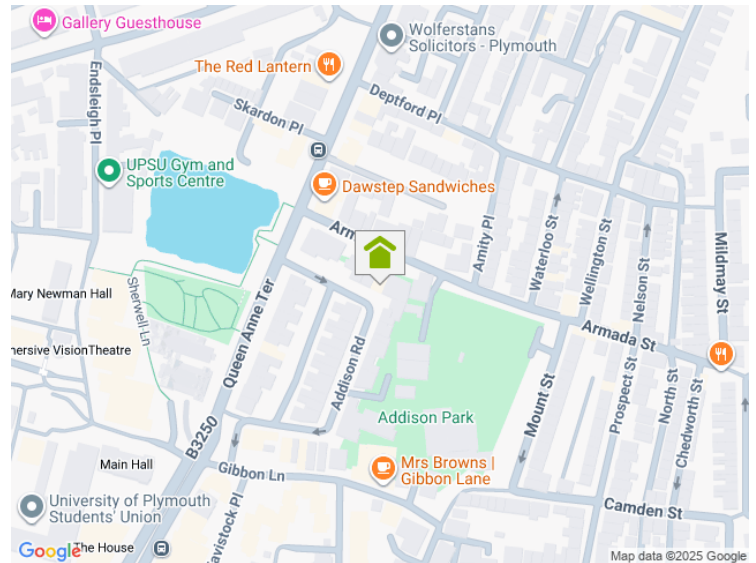 Gallery Guesthouse
Wolferstans
Solicitors - Plymouth
The Red Lantern
Endsleigh Pl
Deptford Pl
Skardon Pl
UPSU Gym and
Sports Centre
Dawstep Sandwiches
Amity Pl
Waterloo St
Wellington St
Nelson St
Mildmay St
Mary Newman Hall
Sherwell Ln
Queen Anne Ter
Armada St
VisionTheatre
Addison Rd
Mount St
Prospect St
North St
Chedworth St
Addison Park
B3250
Main Hall
Gibbon Ln
Mrs Browns |
Gibbon Lane
University of Plymouth
Students' Union
Camden St
The House
Google
Map data ©2025 Google